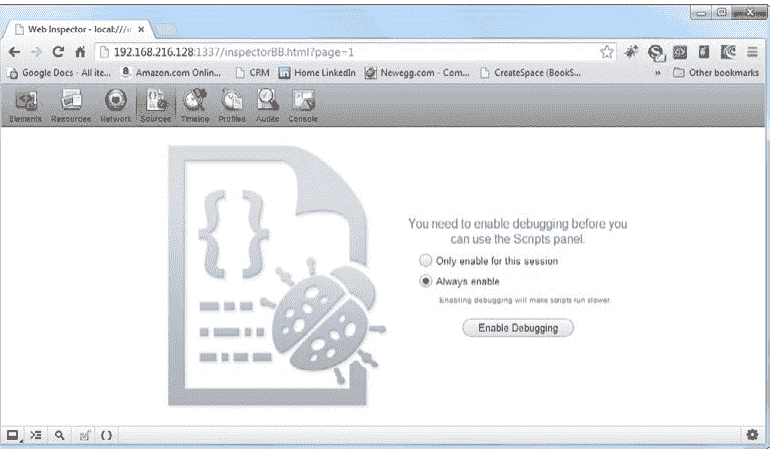 Web Inspector - local:///
192.168.216.128:1337/inspectorBB.html?page=1
Google Docs - All ite...
Amazon.com Onlin...
CRM
Home LinkedIn
Newegg.com - Com...
CreateSpace (BookS...
»
Other bookmarks
Elements
Resources
Network
Sources
Timeline
Profiles
Audits
Console
You need to enable debugging before you
can use the Scripts panel.
Only enable for this session
Always enable
Enabling debugging will make scripts run slower.
Enable Debugging